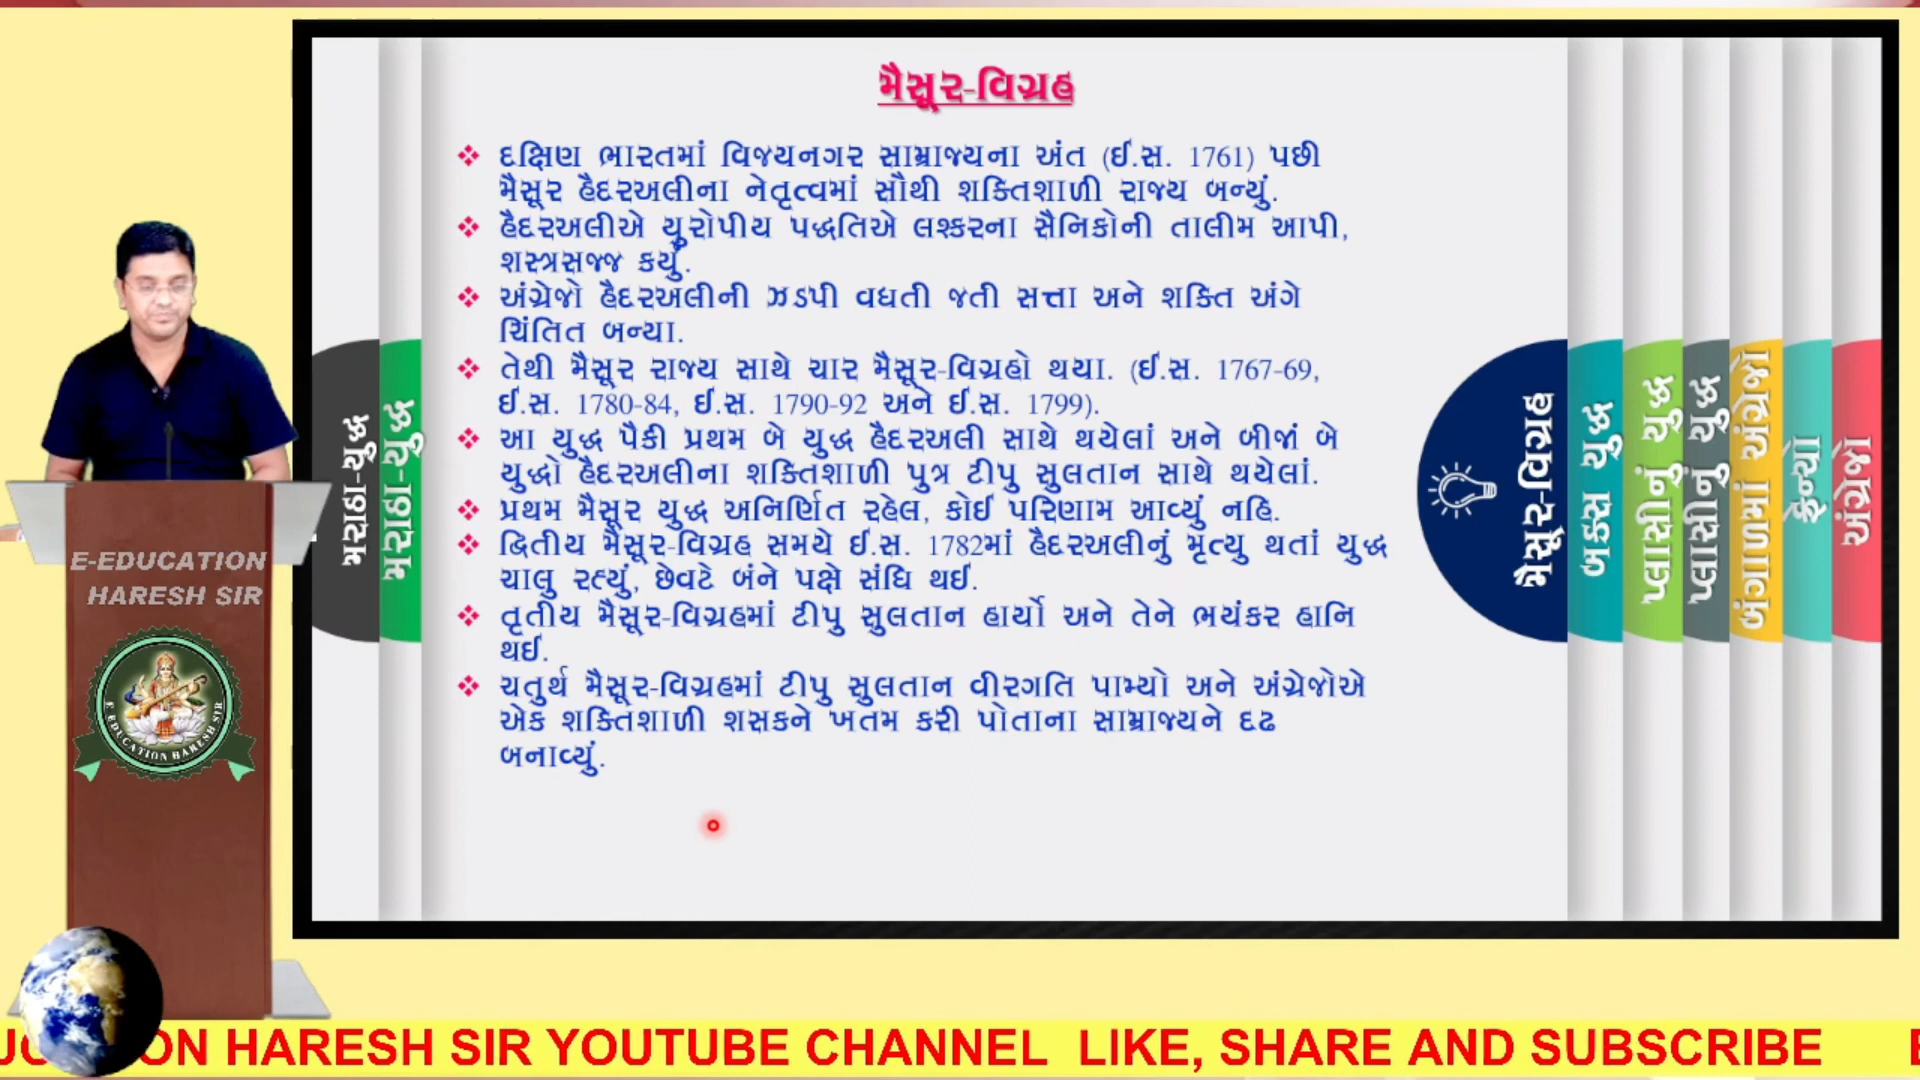 મૈસૂર-વિગ્રહ
❖ દક્ષિણ ભારતમાં વિજયનગર સામ્રાજ્યના અંત (ઈ.સ. 1761) પછી
મૈસૂર હૈદરઅલીના નેતૃત્વમાં સૌથી શક્તિશાળી રાજ્ય બન્યું.
❖ હૈદરઅલીએ યુરોપીય પદ્ધતિએ લશ્કરના સૈનિકોની તાલીમ આપી,
શસ્ત્રસજ્જ કર્યું.
❖ અંગ્રેજો હૈદરઅલીની ઝડપી વધતી જતી સત્તા અને શક્તિ અંગે
ચિંતિત બન્યા.
❖ તેથી મૈસૂર રાજ્ય સાથે ચાર મૈસૂર-વિગ્રહો થયા. (ઈ.સ. 1767-69,
ઈ.સ. 1780-84, ઈ.સ. 1790-92 અને ઈ.સ. 1799).
❖ આ યુદ્ધ પૈકી પ્રથમ બે યુદ્ધ હૈદરઅલી સાથે થયેલાં અને બીજાં બે
યુદ્ધો હૈદરઅલીના શક્તિશાળી પુત્ર ટીપુ સુલતાન સાથે થયેલાં.
❖ પ્રથમ મૈસૂર યુદ્ધ અનિર્ણિત રહેલ, કોઈ પરિણામ આવ્યું નહિ.
❖ દ્વિતીય મૈસૂર-વિગ્રહ સમયે ઈ.સ. 1782માં હૈદરઅલીનું મૃત્યુ થતાં યુદ્ધ
ચાલુ રહ્યું, છેવટે બંને પક્ષે સંધિ થઈ.
❖ તૃતીય મૈસૂર-વિગ્રહમાં ટીપુ સુલતાન હાર્યો અને તેને ભયંકર હાનિ
થઈ.
❖ ચતુર્થ મૈસૂર-વિગ્રહમાં ટીપુ સુલતાન વીરગતિ પામ્યો અને અંગ્રેજોએ
એક શક્તિશાળી શસકને ખતમ કરી પોતાના સામ્રાજ્યને દઢ
બનાવ્યું.
મરાઠા-યુદ્ધ
મરાઠા-યુદ્ધ
મૈસૂર-વિગ્રહ
બક્સ યુદ્ધ
પ્લાસીનું યુદ્ધ
પ્લાસીનું યુદ્ધ
બંગાળમાં અંગ્રેજો
ફ્રેન્ચો
અંગ્રેજો
E-EDUCATION
HARESH SIR
E EDUCATION HARESH SIR
ON HARESH SIR YOUTUBE CHANNEL LIKE, SHARE AND SUBSCRIBE